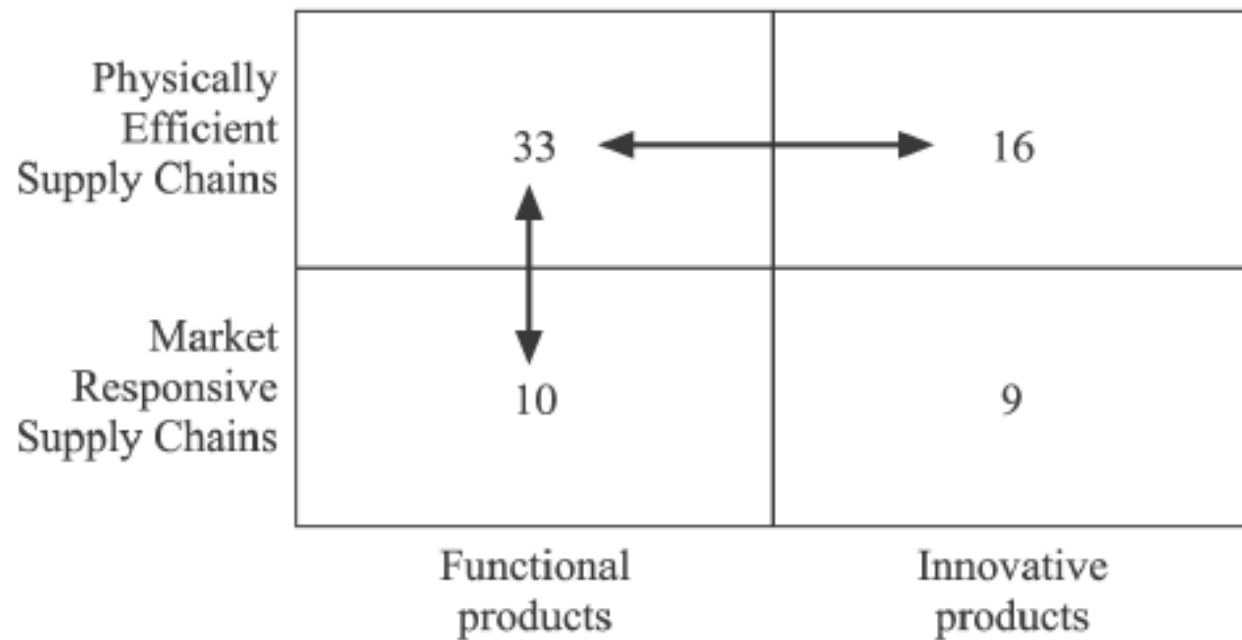 Physically
Efficient
Supply Chains
33
16
Market
Responsive
Supply Chains
10
9
Functional
products
Innovative
products